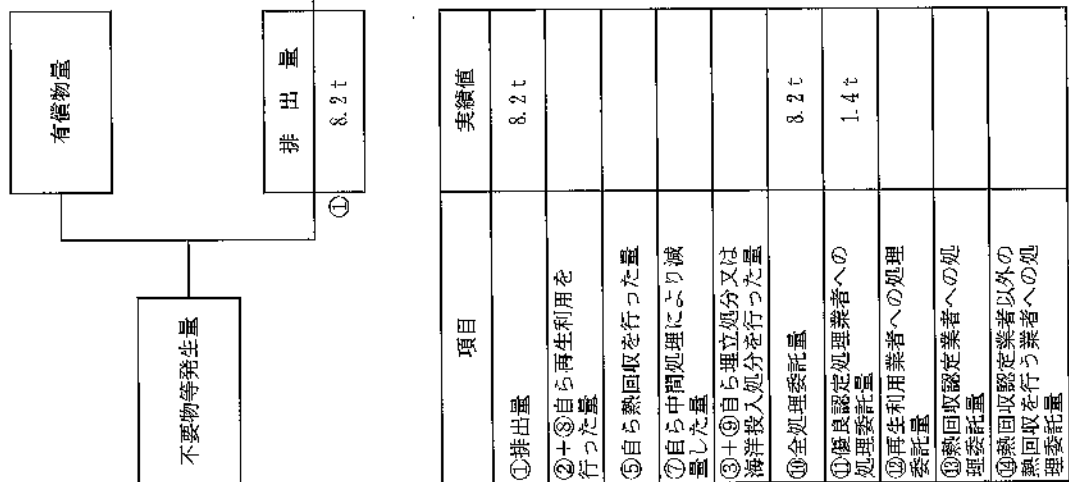 不要物等発生量
有償物量
排出量
①
8.2t
項目
実績値
①排出量
8.2t
②+⑧自ら再生利用を
行った量
⑤自ら熱回収を行った量
⑦自ら中間処理により減
量した量
③+⑨自ら埋立処分又は
海洋投入処分を行った量
⑩全処理委託量
8.2t
⑪優良認定処理業者への
処理委託量
1.4t
⑫再生利用業者への処理
委託量
⑬熱回収認定業者への処
理委託量
⑭熱回収認定業者以外の
熱回収を行う業者への処
理委託量